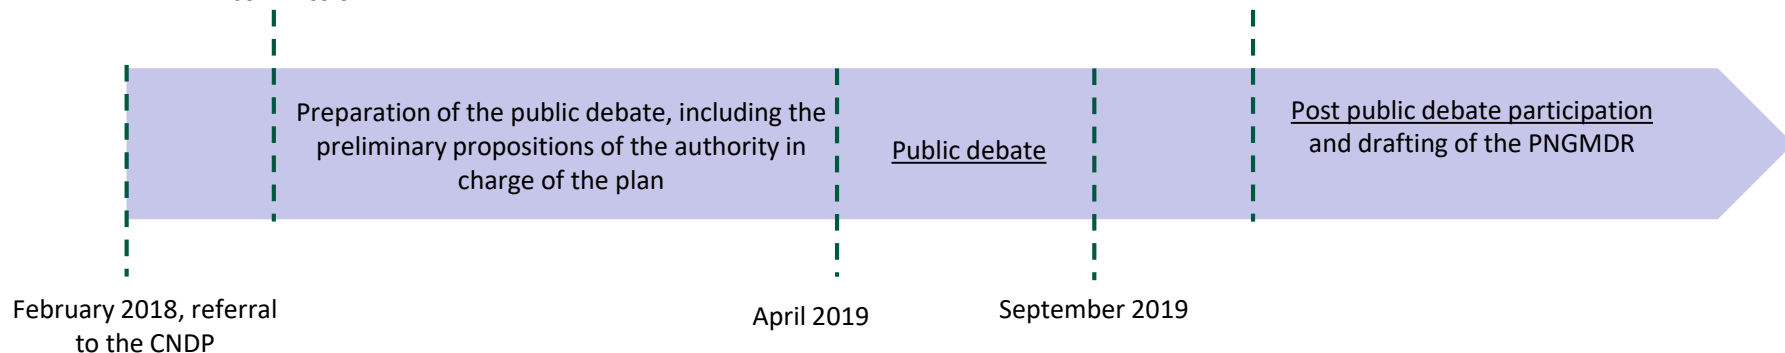 Preparation of the public debate, including the
preliminary propositions of the authority in
charge of the plan
Public debate
Post public debate participation
and drafting of the PNGMDR
February 2018, referral
to the CNDP
April 2019
September 2019